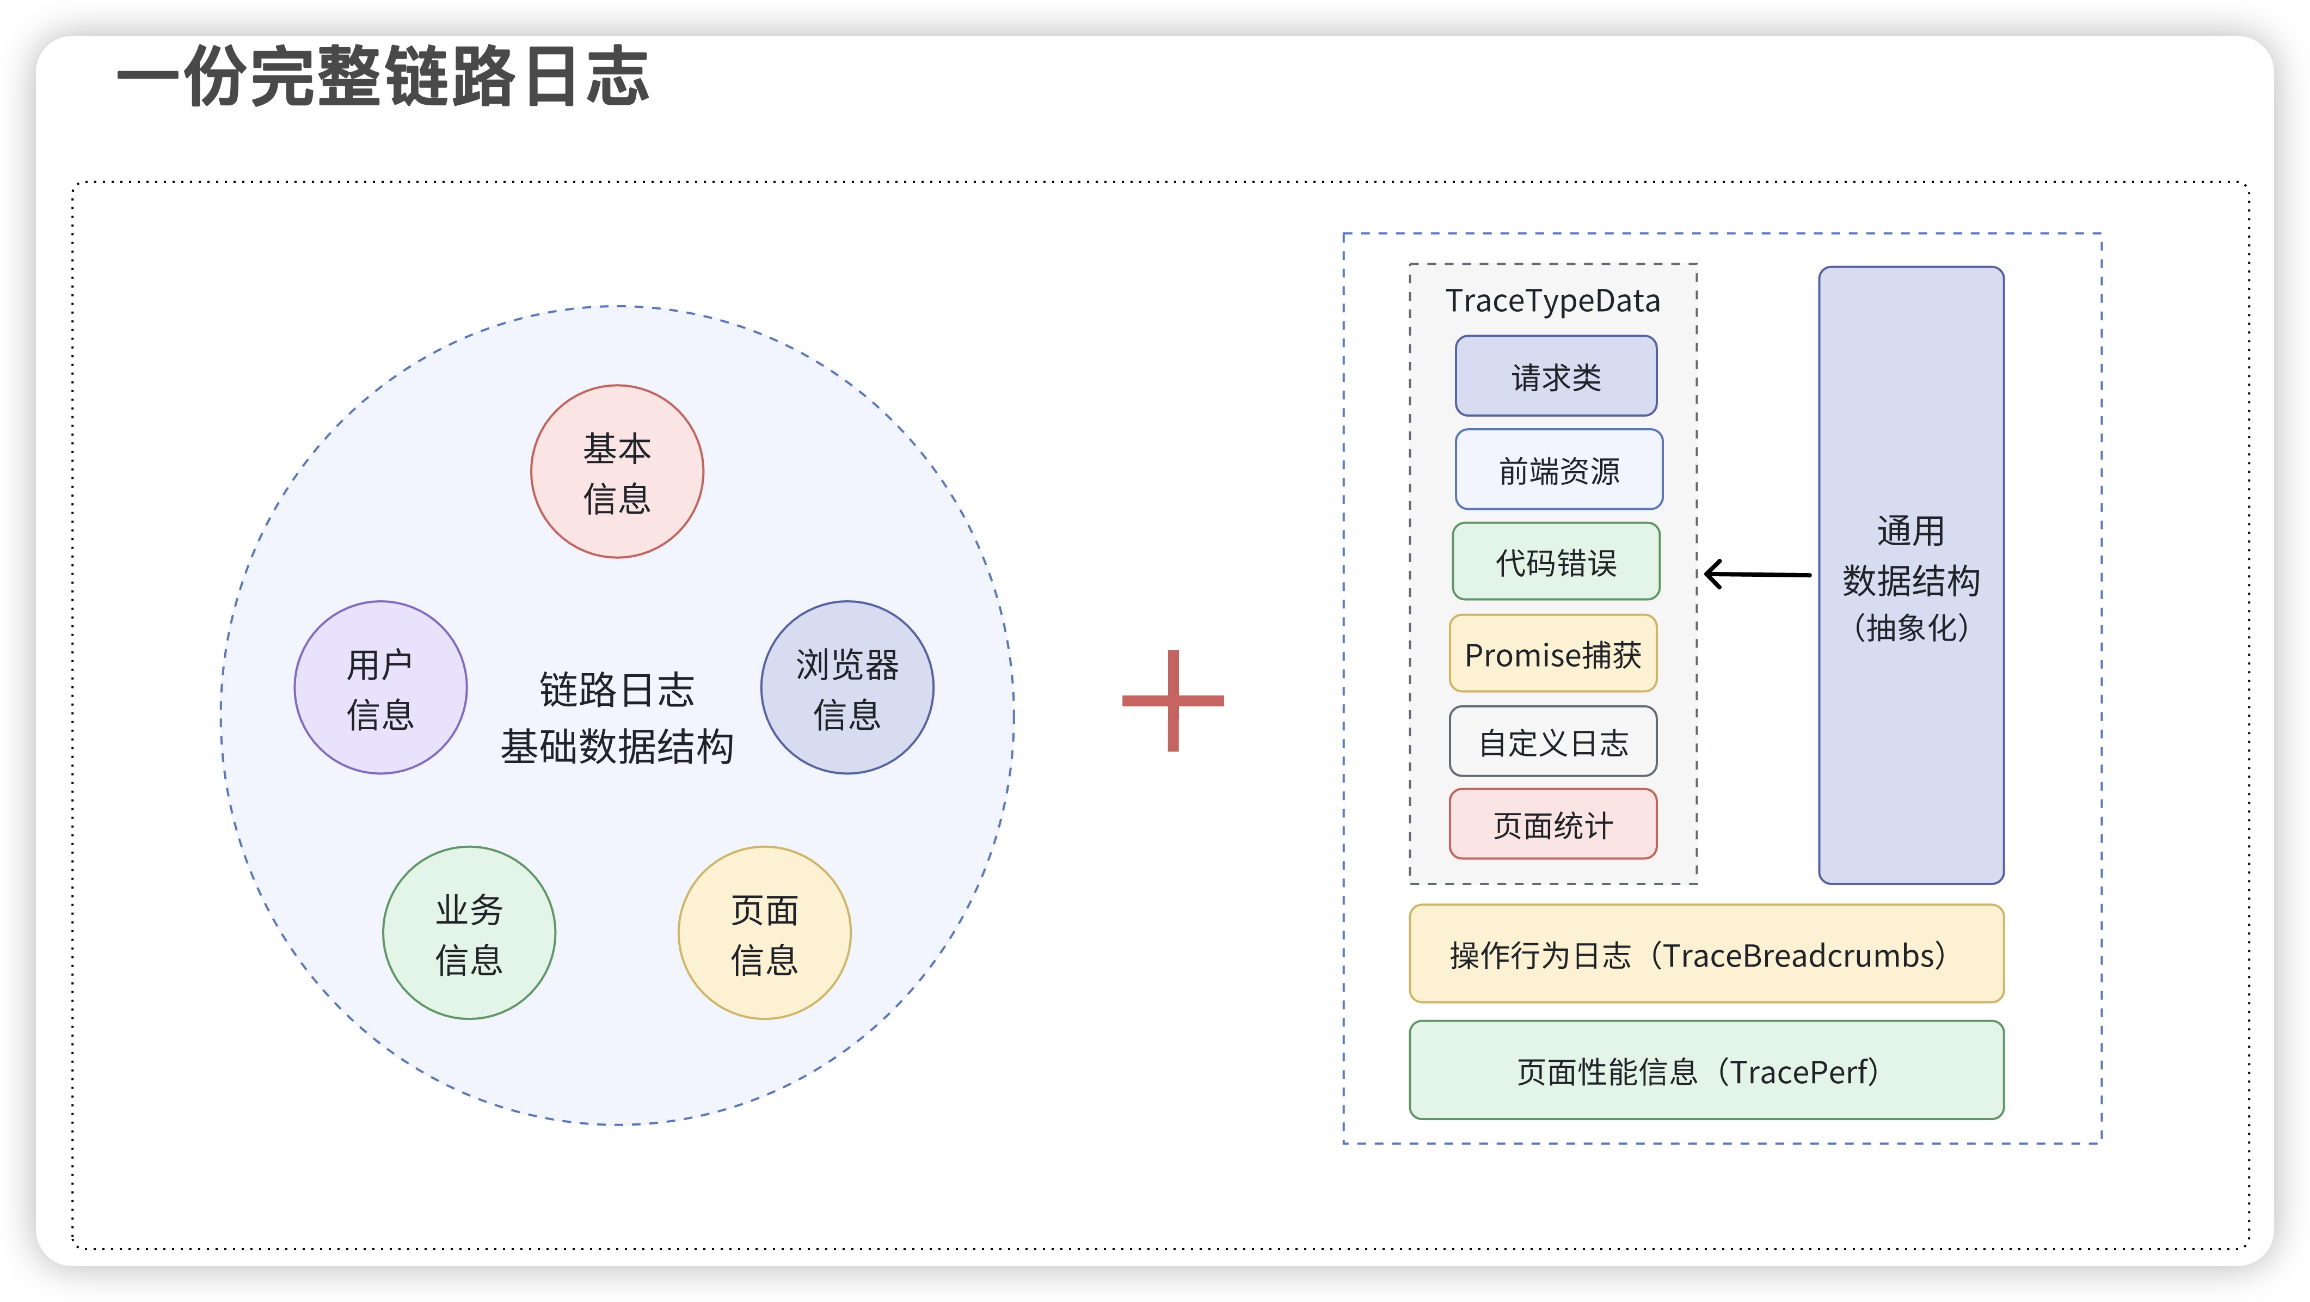 一份完整链路日志
基本
信息
用户
信息
链路日志
基础数据结构
浏览器
信息
业务
信息
页面
信息
TraceTypeData
请求类
前端资源
代码错误
Promise捕获
自定义日志
页面统计
通用
数据结构
（抽象化）
操作行为日志（TraceBreadcrumbs）
页面性能信息（TracePerf）